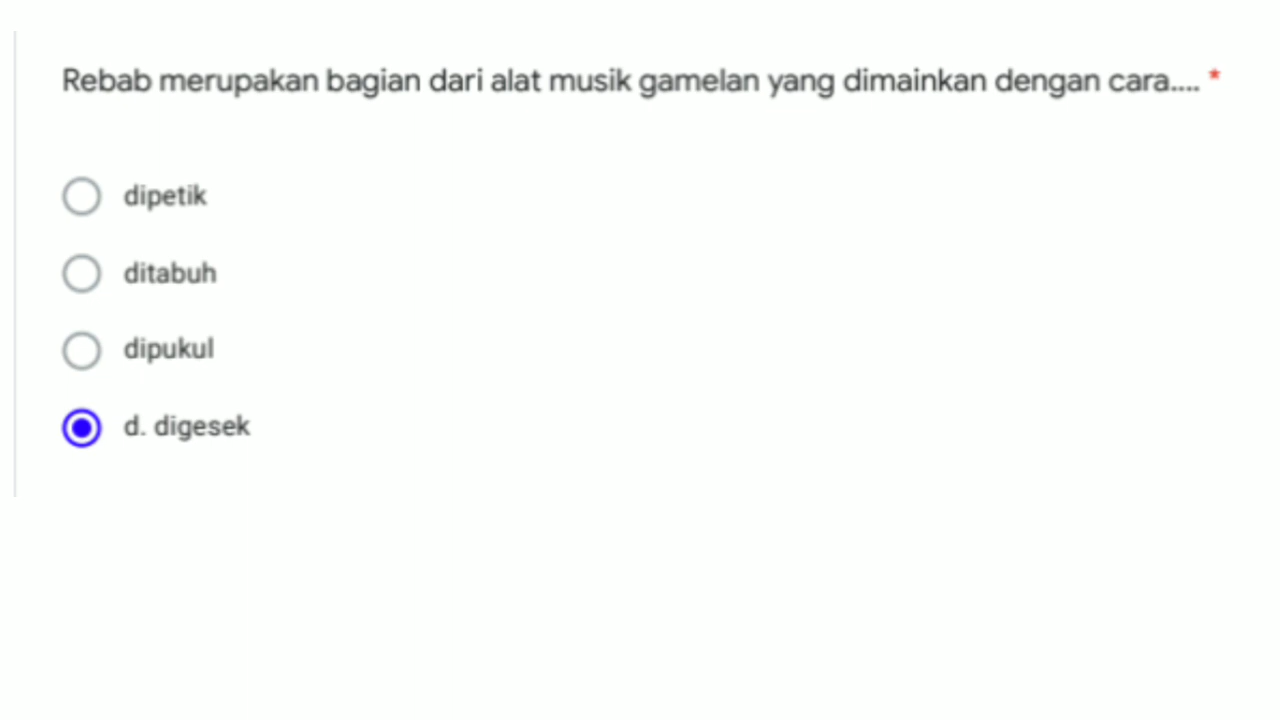 Rebab merupakan bagian dari alat musik gamelan yang dimainkan dengan cara.... *
dipetik
ditabuh
dipukul
d. digesek